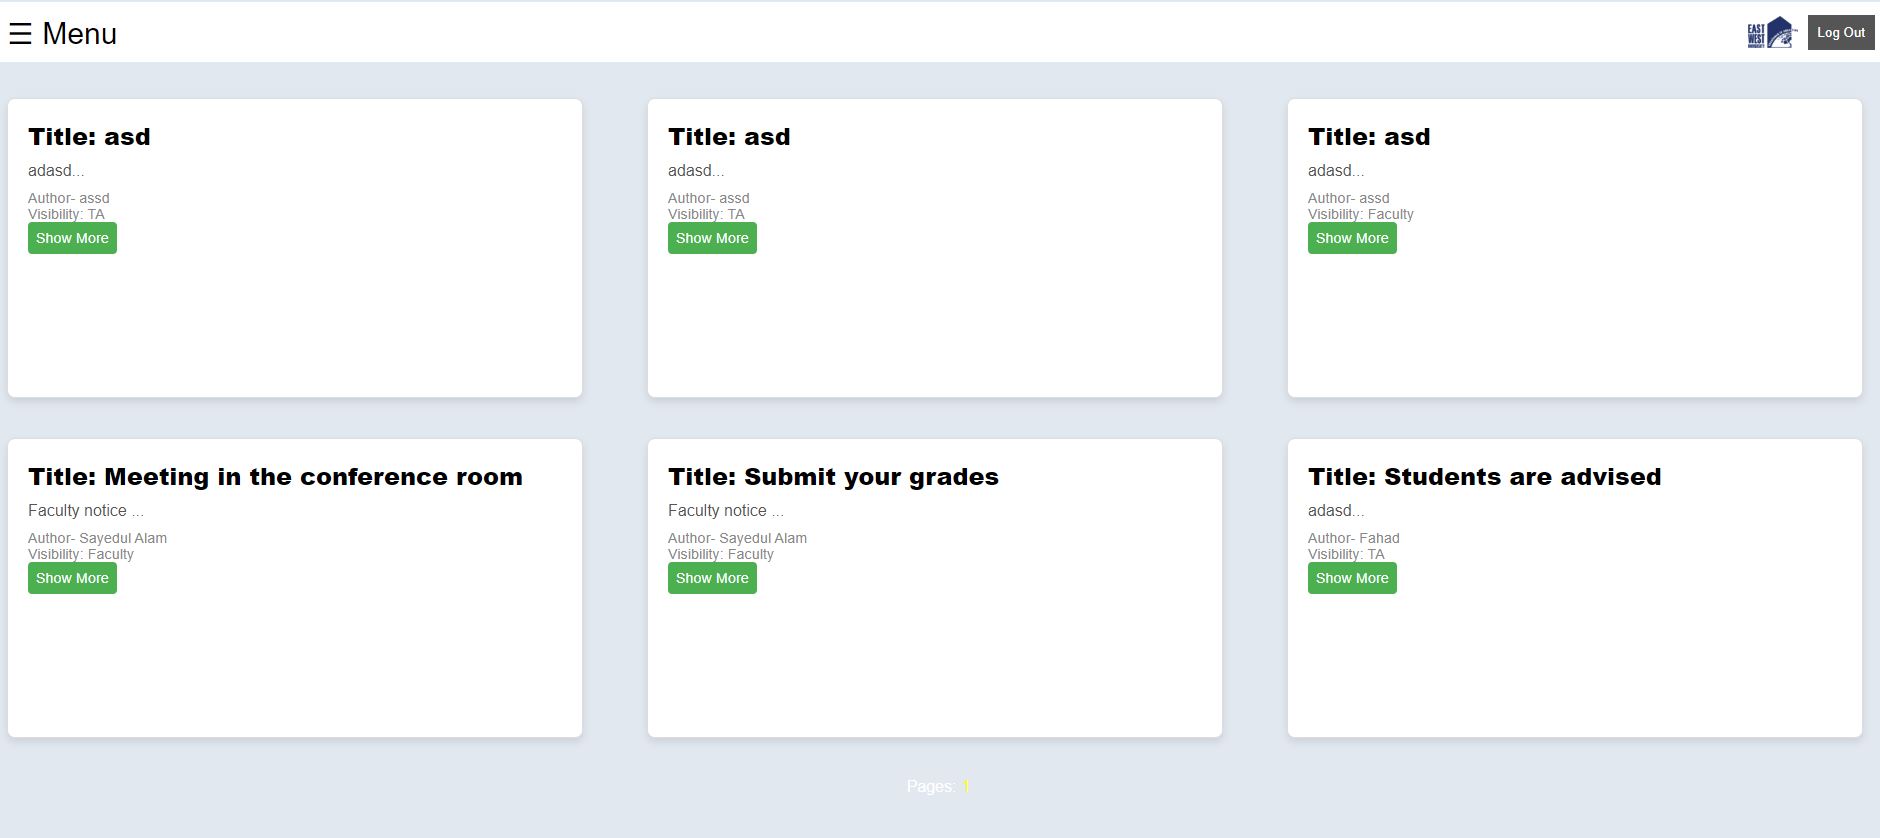 ☰ Menu
EAST
WEST
UNIVERSITY
Log Out
Title: asd
adasd...
Author- assd
Visibility: TA
Show More
Title: asd
adasd...
Author- assd
Visibility: TA
Show More
Title: asd
adasd...
Author- assd
Visibility: Faculty
Show More
Title: Meeting in the conference room
Faculty notice ...
Author- Sayedul Alam
Visibility: Faculty
Show More
Title: Submit your grades
Faculty notice ...
Author- Sayedul Alam
Visibility: Faculty
Show More
Title: Students are advised
adasd...
Author- Fahad
Visibility: TA
Show More
Pages: 1